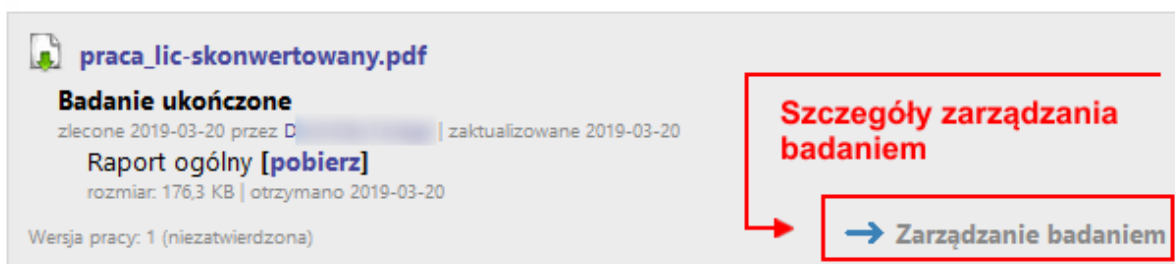 praca_lic-skonwertowany.pdf
Badanie ukończone
zlecone 2019-03-20 przez D | zaktualizowane 2019-03-20
Raport ogólny [pobierz]
rozmiar: 176,3 KB | otrzymano 2019-03-20
Wersja pracy: 1 (niezatwierdzona)
Szczegóły zarządzania
badaniem
Zarządzanie badaniem